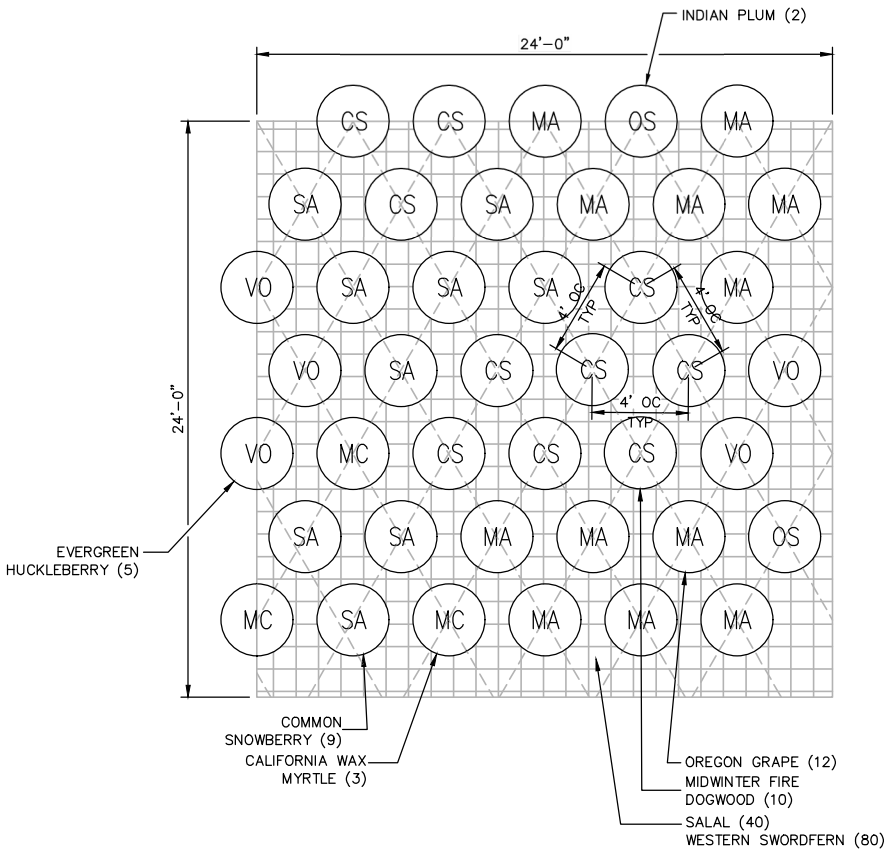 INDIAN PLUM (2)
24'-0"
CS CS MA OS MA
SA CS SA MA MA MA
VO SA SA SA CS MA
4' OC
TYP
4' OC
TYP
VO SA CS CS CS VO
4' OC
TYP
24'-0"
VO MC CS CS CS VO
SA SA MA MA MA OS
EVERGREEN
HUCKLEBERRY (5)
MC SA MC MA MA MA
COMMON
SNOWBERRY (9)
CALIFORNIA WAX
MYRTLE (3)
OREGON GRAPE (12)
MIDWINTER FIRE
DOGWOOD (10)
SALAL (40)
WESTERN SWORDFERN (80)